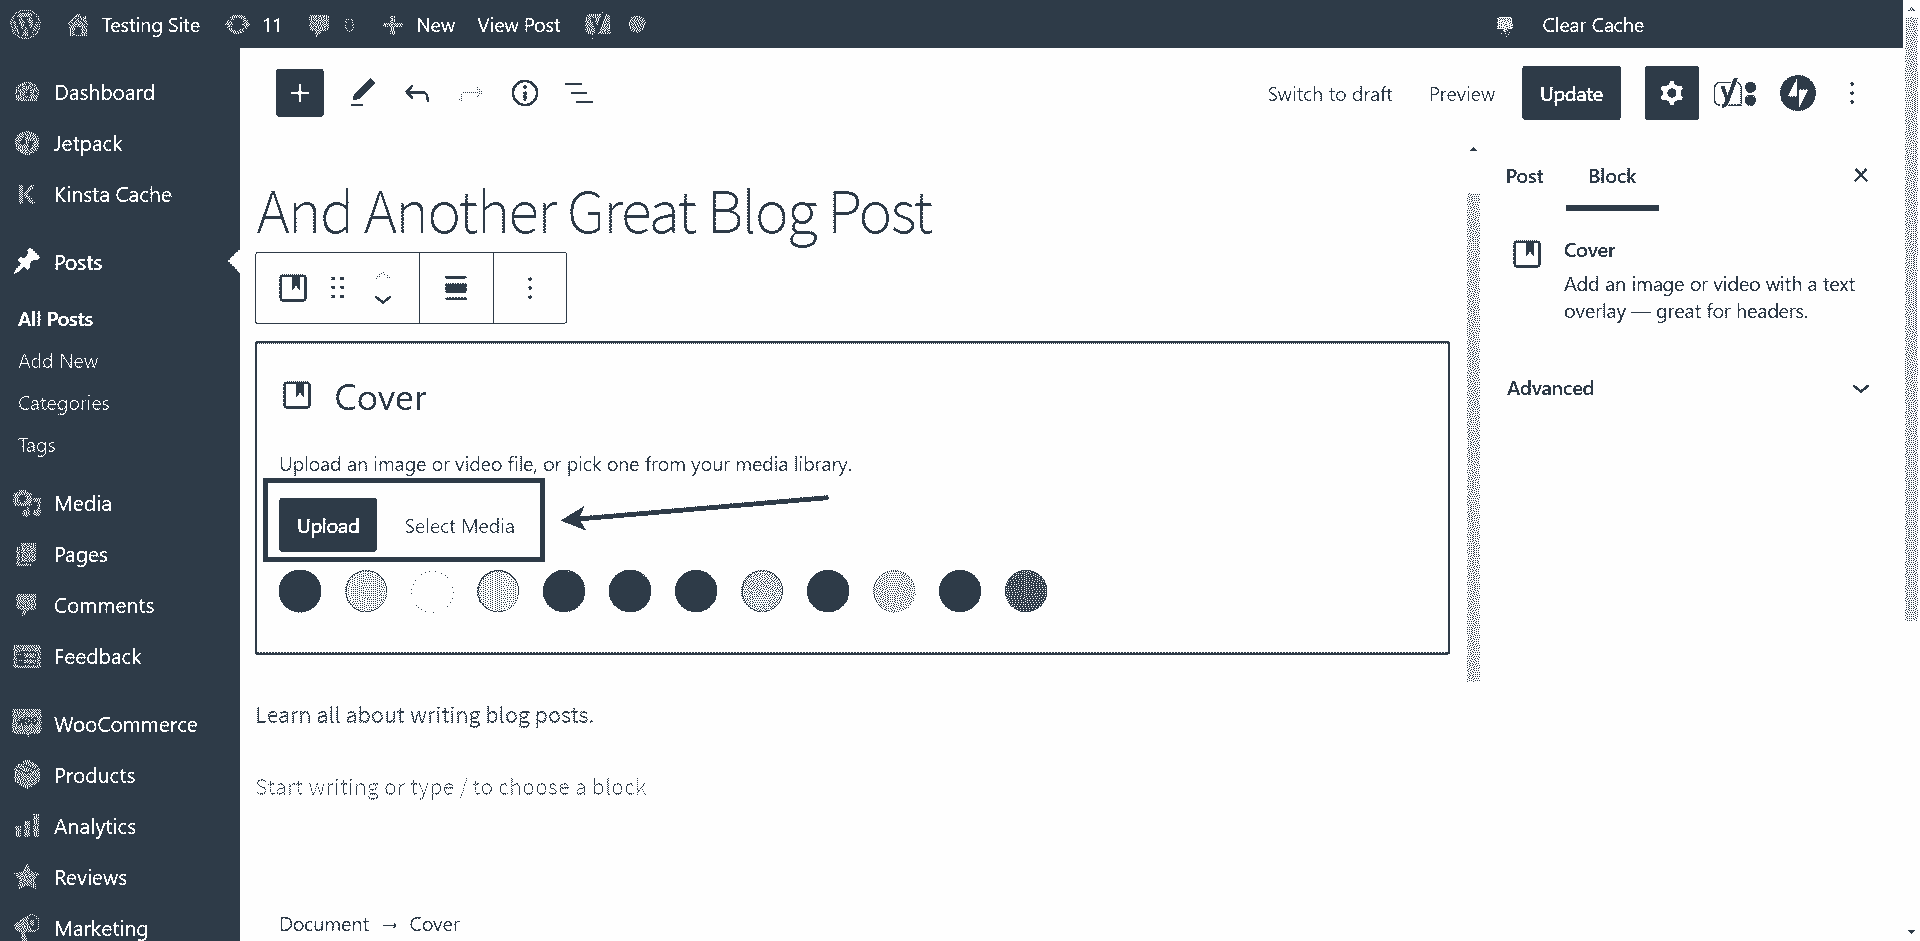 Testing Site
11
0
New
View Post
Clear Cache
Dashboard
Jetpack
Kinsta Cache
Posts
All Posts
Add New
Categories
Tags
Media
Pages
Comments
Feedback
WooCommerce
Products
Analytics
Reviews
Marketing
Switch to draft
Preview
Update
And Another Great Blog Post
Cover
Upload an image or video file, or pick one from your media library.
Upload
Select Media
Learn all about writing blog posts.
Start writing or type / to choose a block
Document → Cover
Post
Block
Cover
Add an image or video with a text
overlay — great for headers.
Advanced